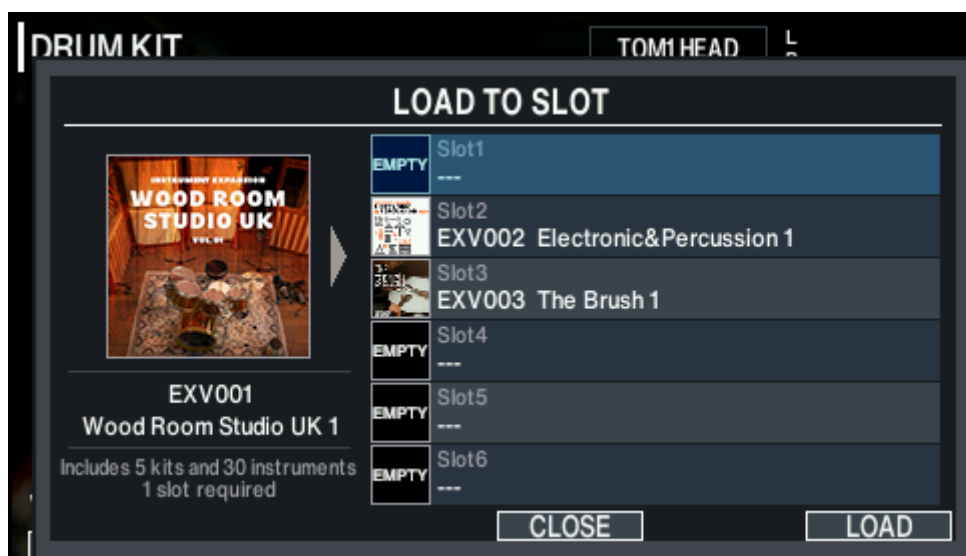 DRUM KIT
TOM1 HEAD
L
LOAD TO SLOT
INSTRUMENT EXPANSION
WOOD ROOM
STUDIO UK
VOL.01
EXV001
Wood Room Studio UK 1
Includes 5 kits and 30 instruments
1 slot required
EMPTY
Slot1
---
Slot2
EXV002 Electronic&Percussion 1
Slot3
EXV003 The Brush 1
EMPTY
Slot4
---
EMPTY
Slot5
---
EMPTY
Slot6
---
CLOSE
LOAD